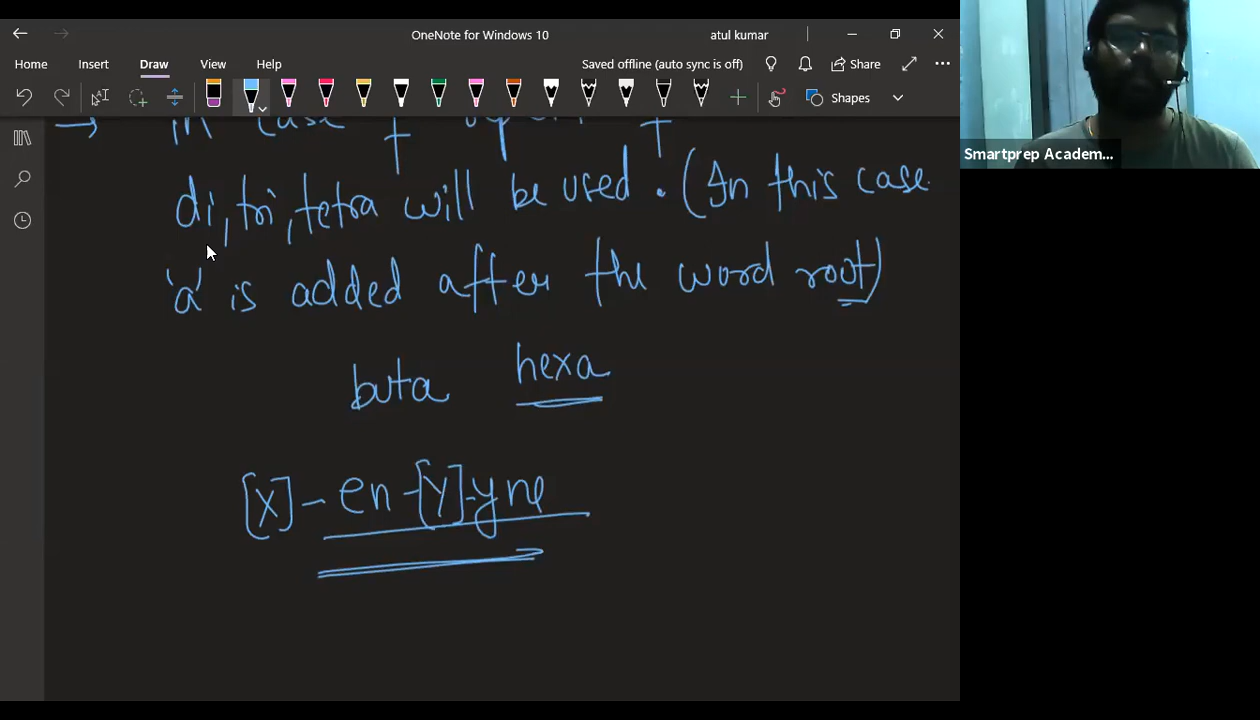 OneNote for Windows 10
atul kumar
Home Insert Draw View Help
Saved offline (auto sync is off)
Share
Shapes
Smartprep Academ...
→ in case
di, tri, tetra will be used. (In this case
'a' is added after the word root)
buta hexa
[X] - en - [Y] - yne